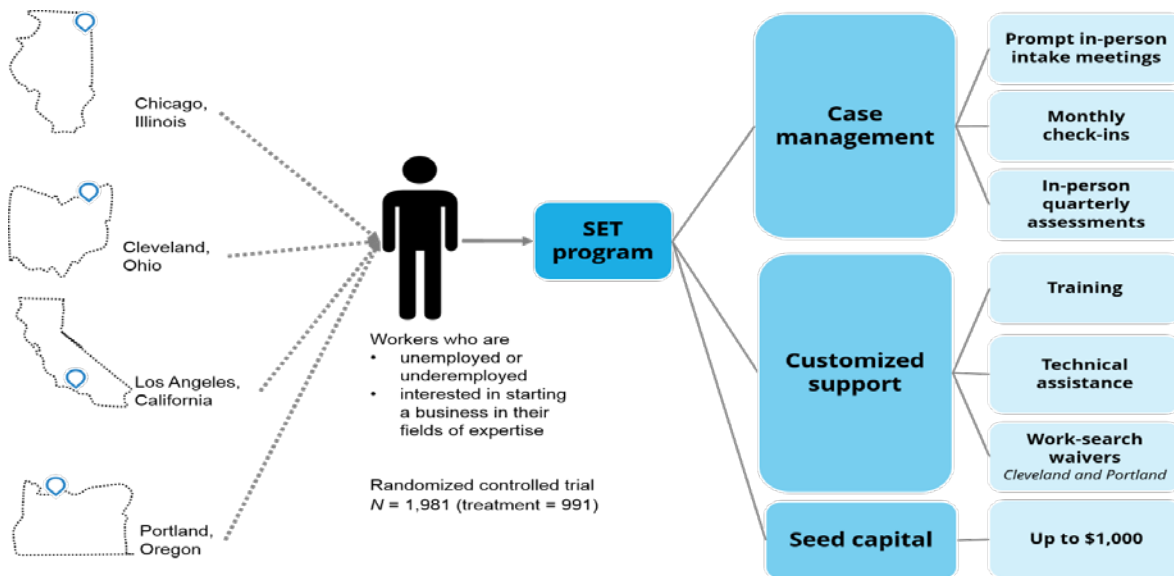 Chicago,
Illinois
Cleveland,
Ohio
Los Angeles,
California
Portland,
Oregon
Workers who are
• unemployed or
underemployed
• interested in starting
a business in their
fields of expertise
Randomized controlled trial
N = 1,981 (treatment = 991)
SET
program
Case
management
Prompt in-person
intake meetings
Monthly
check-ins
In-person
quarterly
assessments
Customized
support
Training
Technical
assistance
Work-search
waivers
Cleveland and Portland
Seed capital
Up to $1,000